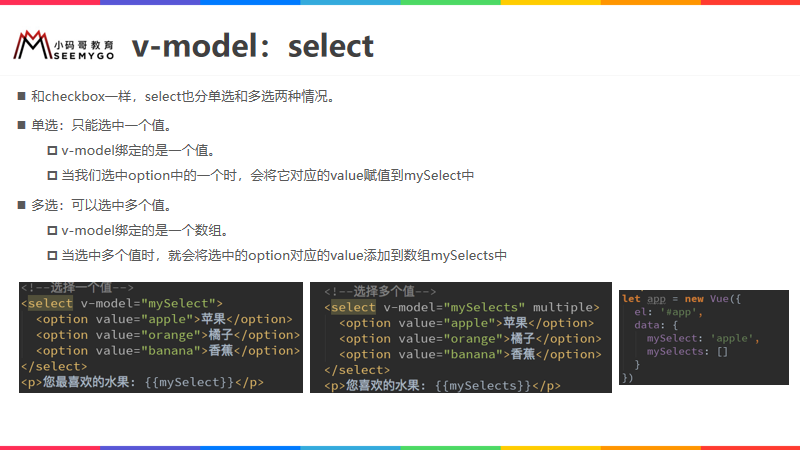 小码哥教育
SEEMYGO
v-model：select
和checkbox一样，select也分单选和多选两种情况。
单选：只能选中一个值。
v-model绑定的是一个值。
当我们选中option中的一个时，会将它对应的value赋值到mySelect中
多选：可以选中多个值。
v-model绑定的是一个数组。
当选中多个值时，就会将选中的option对应的value添加到数组mySelects中
<!--选择一个值-->
<select v-model="mySelect">
<option value="apple">苹果</option>
<option value="orange">橘子</option>
<option value="banana">香蕉</option>
</select>
<p>您最喜欢的水果: {{mySelect}}</p>
<!--选择多个值-->
<select v-model="mySelects" multiple>
<option value="apple">苹果</option>
<option value="orange">橘子</option>
<option value="banana">香蕉</option>
</select>
<p>您喜欢的水果: {{mySelects}}</p>
let app = new Vue({
el: '#app',
data: {
mySelect: 'apple',
mySelects: []
}
})